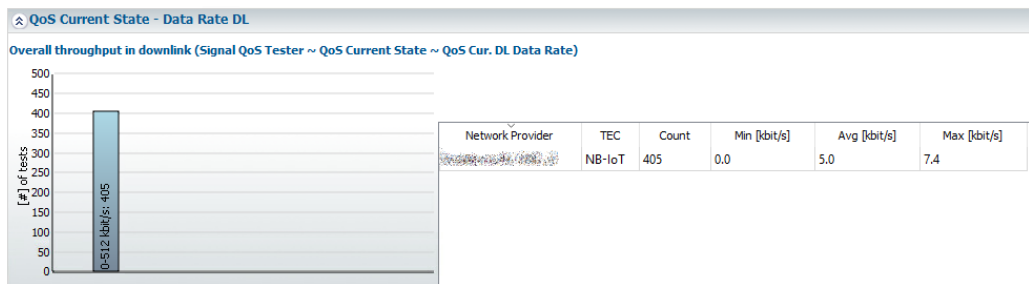 QoS Current State - Data Rate DL
Overall throughput in downlink (Signal QoS Tester ~ QoS Current State ~ QoS Cur. DL Data Rate)
500
450
400
350
300
250
200
150
100
50
0
[#] of tests
0-512 kbit/s: 405
Network Provider TEC Count Min [kbit/s] Avg [kbit/s] Max [kbit/s]
NB-IoT 405 0.0 5.0 7.4